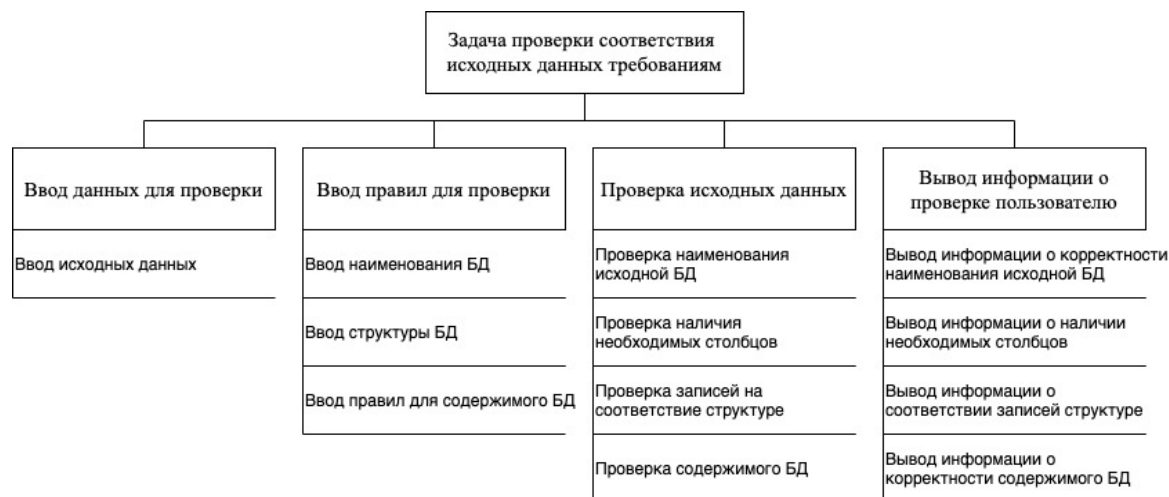 Задача проверки соответствия
исходных данных требованиям
Ввод данных для проверки
Ввод правил для проверки
Проверка исходных данных
Вывод информации о
проверке пользователю
Ввод исходных данных
Ввод наименования БД
Проверка наименования
исходной БД
Вывод информации о корректности
наименования исходной БД
Ввод структуры БД
Проверка наличия
необходимых столбцов
Вывод информации о наличии
необходимых столбцов
Ввод правил для содержимого БД
Проверка записей на
соответствие структуре
Вывод информации о
соответствии записей структуре
Проверка содержимого БД
Вывод информации о
корректности содержимого БД